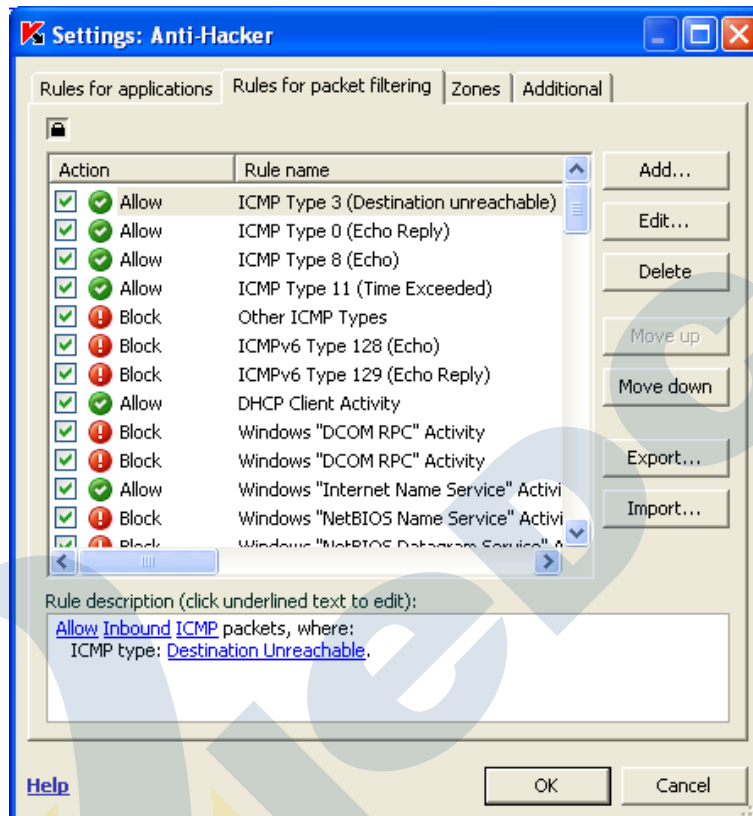 Settings: Anti-Hacker
Rules for applications Rules for packet filtering Zones Additional
Action Rule name
Allow ICMP Type 3 (Destination unreachable)
Allow ICMP Type 0 (Echo Reply)
Allow ICMP Type 8 (Echo)
Allow ICMP Type 11 (Time Exceeded)
Block Other ICMP Types
Block ICMPv6 Type 128 (Echo)
Block ICMPv6 Type 129 (Echo Reply)
Allow DHCP Client Activity
Block Windows "DCOM RPC" Activity
Block Windows "DCOM RPC" Activity
Allow Windows "Internet Name Service" Activi
Block Windows "NetBIOS Name Service" Activi
Block Windows "NetBIOS Datagram Service" A
Add...
Edit...
Delete
Move up
Move down
Export...
Import...
Rule description (click underlined text to edit):
Allow Inbound ICMP packets, where:
ICMP type: Destination Unreachable.
Help OK Cancel